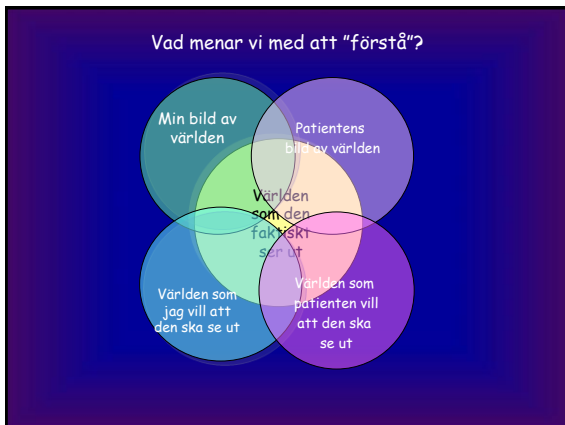 Vad menar vi med att ”förstå”?
Min bild av
världen
Patientens
bild av världen
Världen
som den
faktiskt
ser ut
Världen som
jag vill att
den ska se ut
Världen som
patienten vill
att den ska
se ut